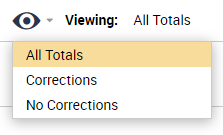 Viewing: All Totals
All Totals
Corrections
No Corrections